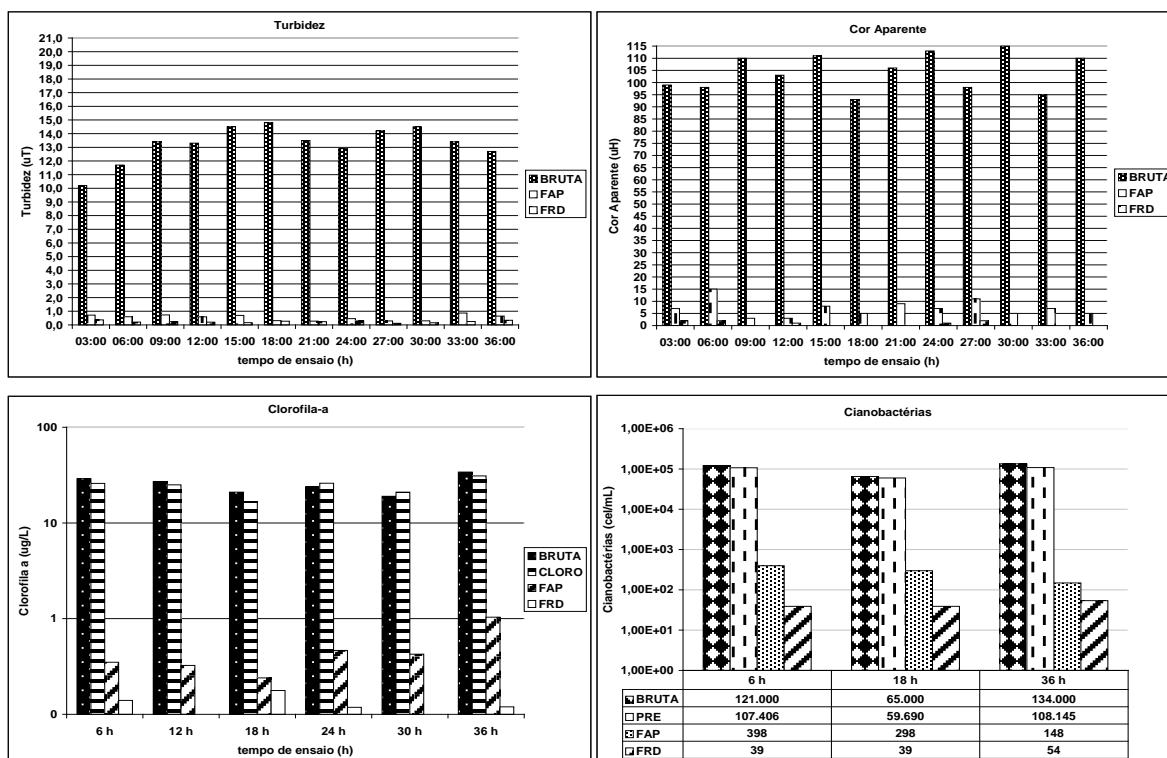 Turbidez
21,0
20,0
19,0
18,0
17,0
16,0
15,0
14,0
13,0
12,0
11,0
10,0
9,0
8,0
7,0
6,0
5,0
4,0
3,0
2,0
1,0
0,0
Turbidez (uT)
03:00 06:00 09:00 12:00 15:00 18:00 21:00 24:00 27:00 30:00 33:00 36:00
tempo de ensaio (h)
BRUTA
FAP
FRD
Cor Aparente
115
110
105
100
95
90
85
80
75
70
65
60
55
50
45
40
35
30
25
20
15
10
5
0
Cor Aparente (uH)
03:00 06:00 09:00 12:00 15:00 18:00 21:00 24:00 27:00 30:00 33:00 36:00
tempo de ensaio (h)
BRUTA
FAP
FRD
Clorofila-a
100
10
1
0
Clorofila a (ug/L)
6 h 12 h 18 h 24 h 30 h 36 h
tempo de ensaio (h)
BRUTA
CLORO
FAP
FRD
Cianobactérias
1,00E+06
1,00E+05
1,00E+04
1,00E+03
1,00E+02
1,00E+01
1,00E+00
Cianobactérias (cel/mL)
6 h 18 h 36 h
BRUTA 121.000 65.000 134.000
PRE 107.406 59.690 108.145
FAP 398 298 148
FRD 39 39 54